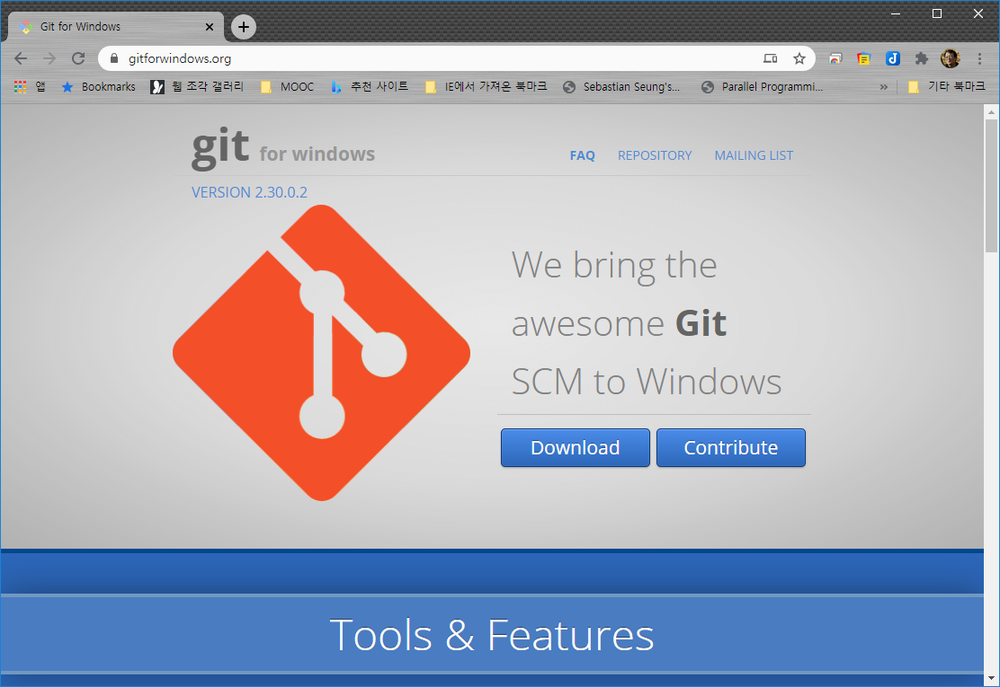 Git for Windows
gitforwindows.org
앱 Bookmarks 웹 조각 갤러리 MOOC 추천 사이트 IE에서 가져온 북마크 Sebastian Seung's... Parallel Programmi... » 기타 북마크
git for windows
FAQ REPOSITORY MAILING LIST
VERSION 2.30.0.2
We bring the
awesome Git
SCM to Windows
Download Contribute
Tools & Features